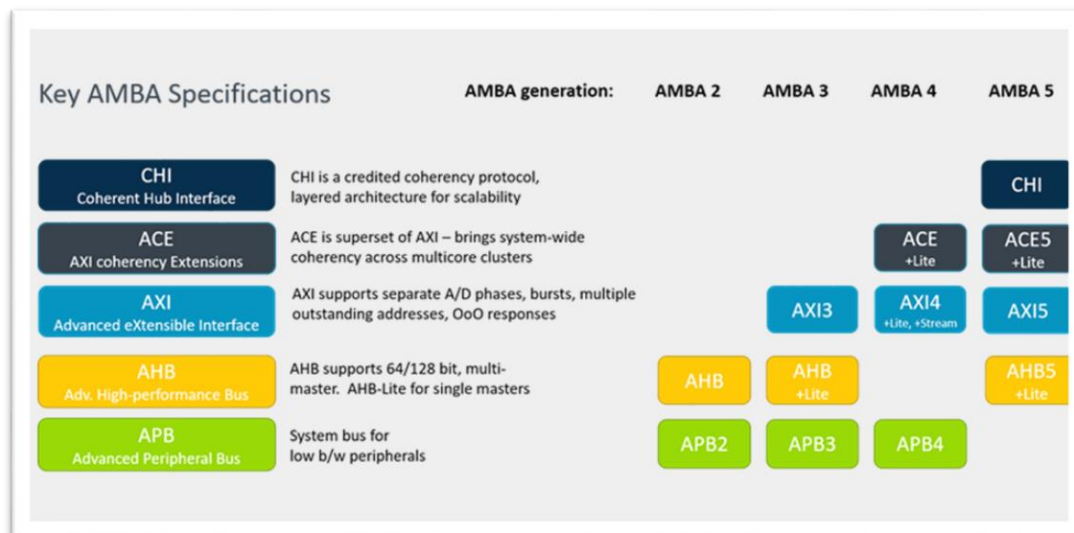 Key AMBA Specifications
AMBA generation:
AMBA 2
AMBA 3
AMBA 4
AMBA 5
CHI
Coherent Hub Interface
CHI is a credited coherency protocol,
layered architecture for scalability
CHI
ACE
AXI coherency Extensions
ACE is superset of AXI – brings system-wide
coherency across multicore clusters
ACE
+Lite
ACE5
+Lite
AXI
Advanced eXtensible Interface
AXI supports separate A/D phases, bursts, multiple
outstanding addresses, OoO responses
AXI3
AXI4
+Lite, +Stream
AXI5
AHB
Adv. High-performance Bus
AHB supports 64/128 bit, multi-
master. AHB-Lite for single masters
AHB
AHB
+Lite
AHB5
+Lite
APB
Advanced Peripheral Bus
System bus for
low b/w peripherals
APB2
APB3
APB4